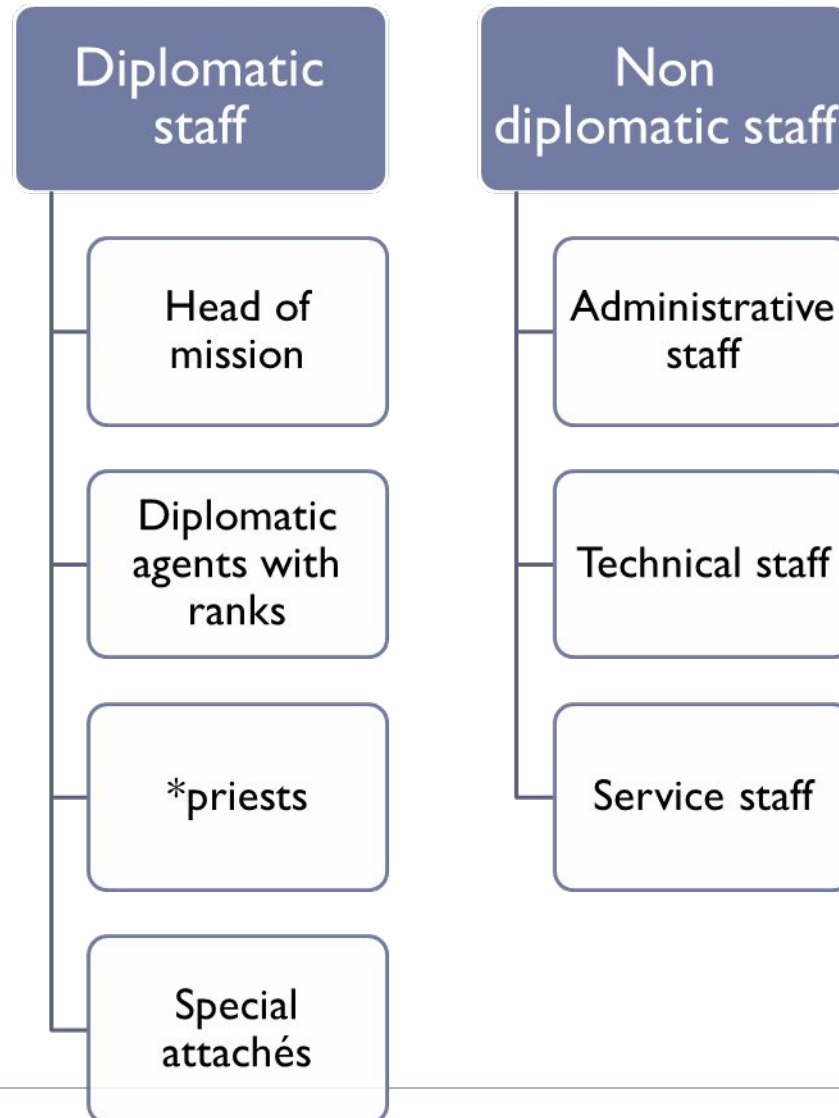 Diplomatic
staff
Head of
mission
Diplomatic
agents with
ranks
*priests
Special
attachés
Non
diplomatic staff
Administrative
staff
Technical staff
Service staff